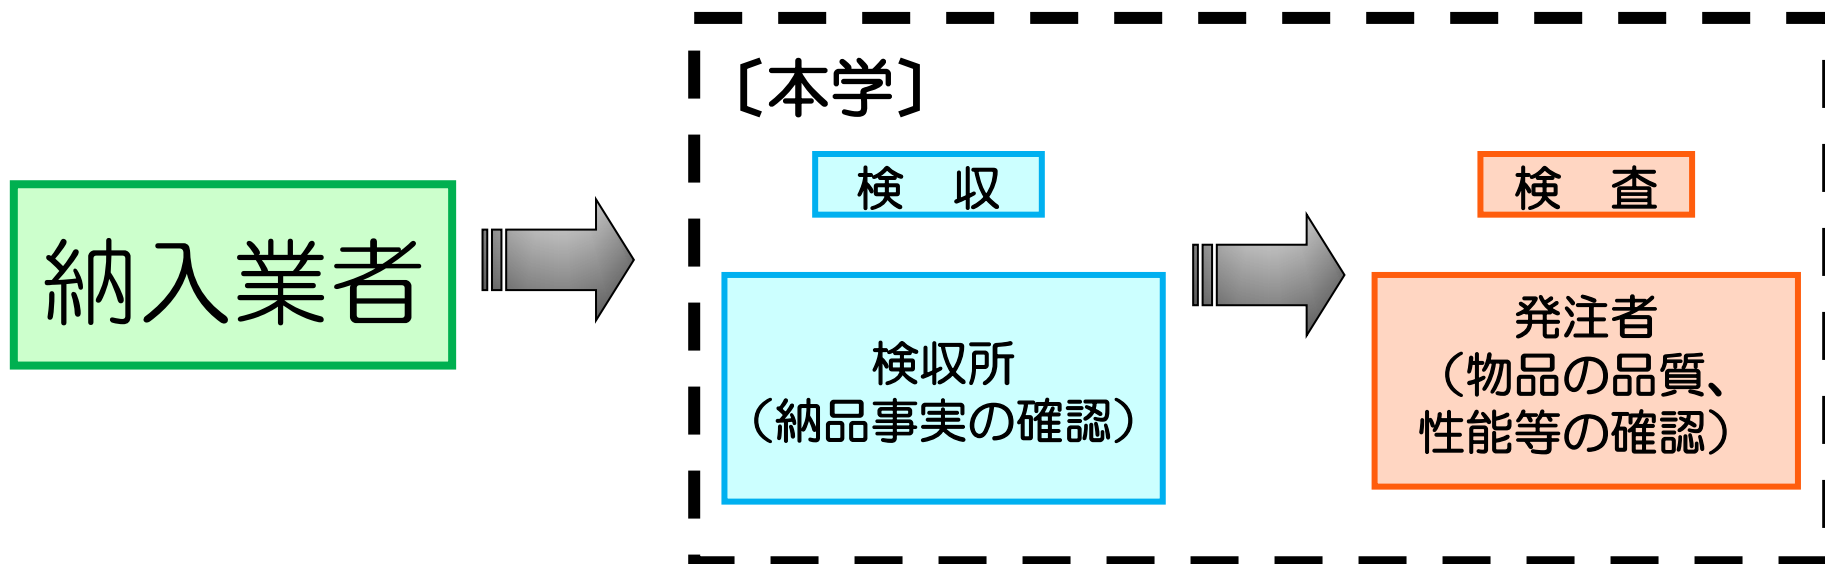 〔本学〕
納入業者
検　収
検収所
（納品事実の確認）
検　査
発注者
（物品の品質、
性能等の確認）